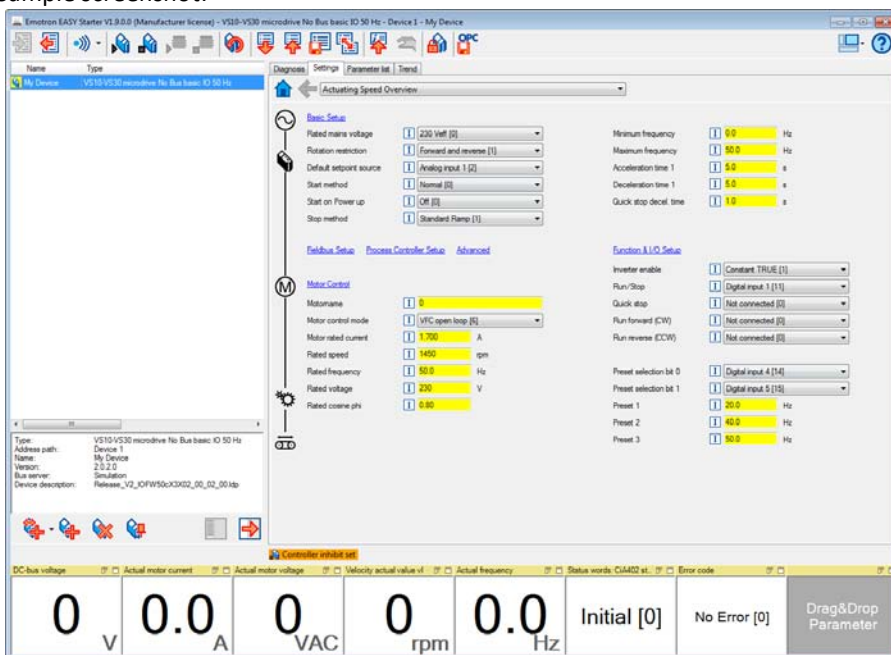 Sample screenshot:
Emotron EASY Starter V1.9.0.0 (Manufacturer license) - VS10-VS30 microdrive No Bus basic IO 50 Hz - Device 1 - My Device
OPC
Name Type
My Device VS10-VS30 microdrive No Bus basic IO 50 Hz
Diagnosis Settings Parameter list Trend
Actuating Speed Overview
Basic Setup
Rated mains voltage 230 Veff [0] Minimum frequency 0.0 Hz
Rotation restriction Forward and reverse [1] Maximum frequency 50.0 Hz
Default setpoint source Analog input 1 [2] Acceleration time 1 5.0 s
Start method Normal [0] Deceleration time 1 5.0 s
Start on Power up Off [0] Quick stop decel. time 1.0 s
Stop method Standard Ramp [1]
Fieldbus Setup Process Controller Setup Advanced Function & I/O Setup
Inverter enable Constant TRUE [1]
Motor Control Run/Stop Digital input 1 [11]
Motorname 0 Quick stop Not connected [0]
Motor control mode VFC open loop [6] Run forward (CW) Not connected [0]
Motor rated current 1.700 A Run reverse (CCW) Not connected [0]
Rated speed 1450 rpm
Rated frequency 50.0 Hz Preset selection bit 0 Digital input 4 [14]
Rated voltage 230 V Preset selection bit 1 Digital input 5 [15]
Rated cosine phi 0.80 Preset 1 20.0 Hz
Preset 2 40.0 Hz
Preset 3 50.0 Hz
M
Type: VS10-VS30 microdrive No Bus basic IO 50 Hz
Address path: Device 1
Name: My Device
Version: 2.0.2.0
Bus server: Simulation
Device description: Release_V2_IOFW50cX3X02_00_02_00.ldp
Controller inhibit set
DC-bus voltage Actual motor current Actual motor voltage Velocity actual value vl Actual frequency Status words: CiA402 st.. Error code
0 V 0.0 A 0 VAC 0 rpm 0.0 Hz Initial [0] No Error [0] Drag&Drop
Parameter